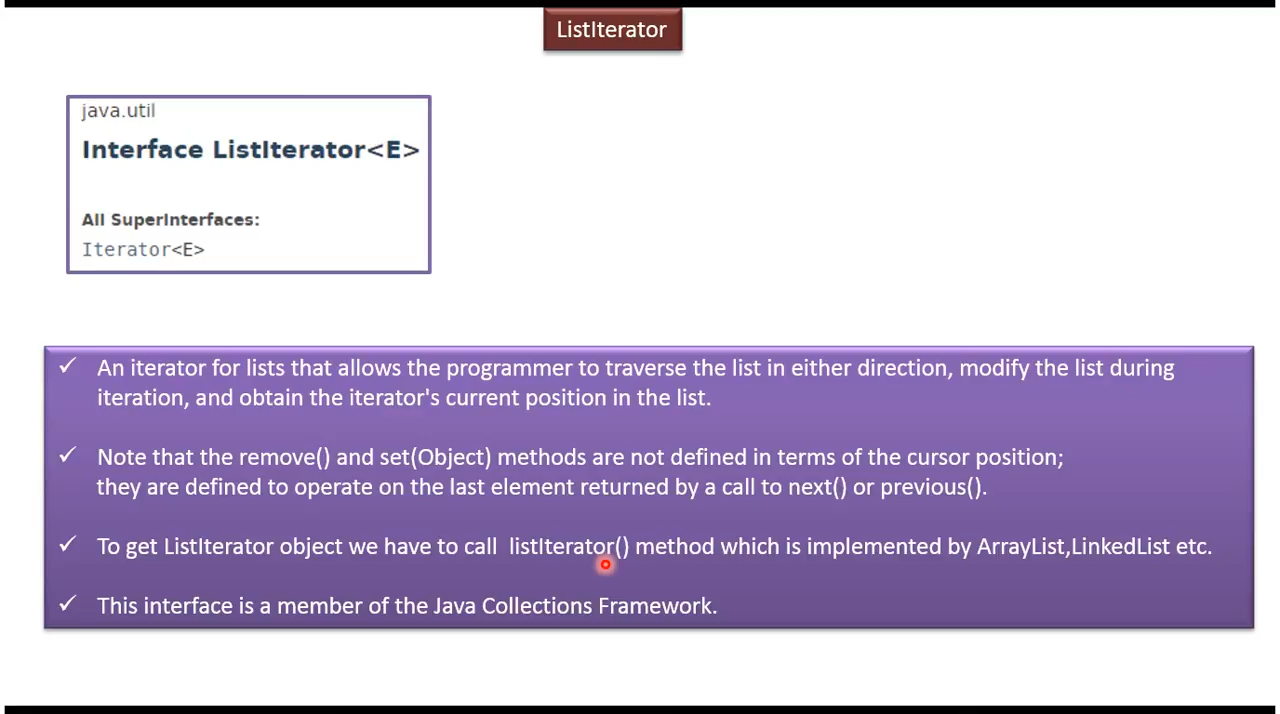 ListIterator
java.util
Interface ListIterator<E>
All SuperInterfaces:
Iterator<E>
✓ An iterator for lists that allows the programmer to traverse the list in either direction, modify the list during
iteration, and obtain the iterator's current position in the list.
✓ Note that the remove() and set(Object) methods are not defined in terms of the cursor position;
they are defined to operate on the last element returned by a call to next() or previous().
✓ To get ListIterator object we have to call listIterator() method which is implemented by ArrayList,LinkedList etc.
✓ This interface is a member of the Java Collections Framework.